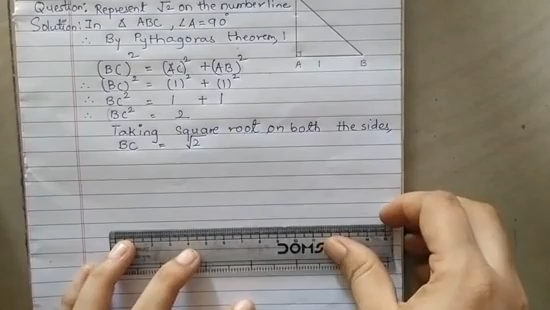 Question: Represent √2 on the number line
Solution: In △ ABC, ∠A = 90°
∴ By Pythagoras theorem,
(BC)² = (AC)² + (AB)²
∴ (BC)² = (1)² + (1)²
∴ BC² = 1 + 1
∴ BC² = 2
Taking square root on both the sides,
BC = √2
1
A 1 B
DOMS